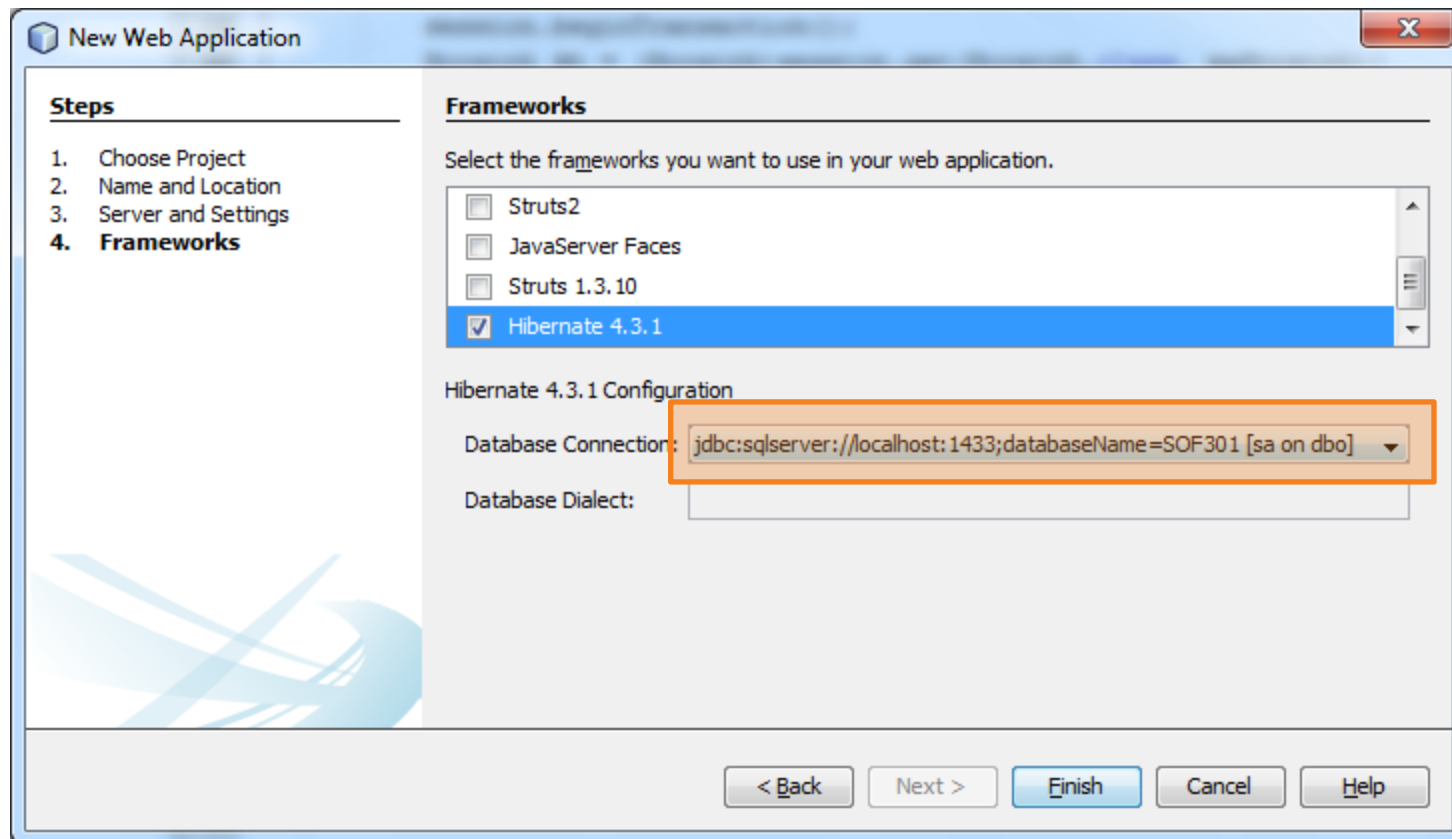 New Web Application
Steps
1. Choose Project
2. Name and Location
3. Server and Settings
4. Frameworks
Frameworks
Select the frameworks you want to use in your web application.
Struts2
JavaServer Faces
Struts 1.3.10
Hibernate 4.3.1
Hibernate 4.3.1 Configuration
Database Connection: jdbc:sqlserver://localhost:1433;databaseName=SOF301 [sa on dbo]
Database Dialect:
< Back Next > Finish Cancel Help